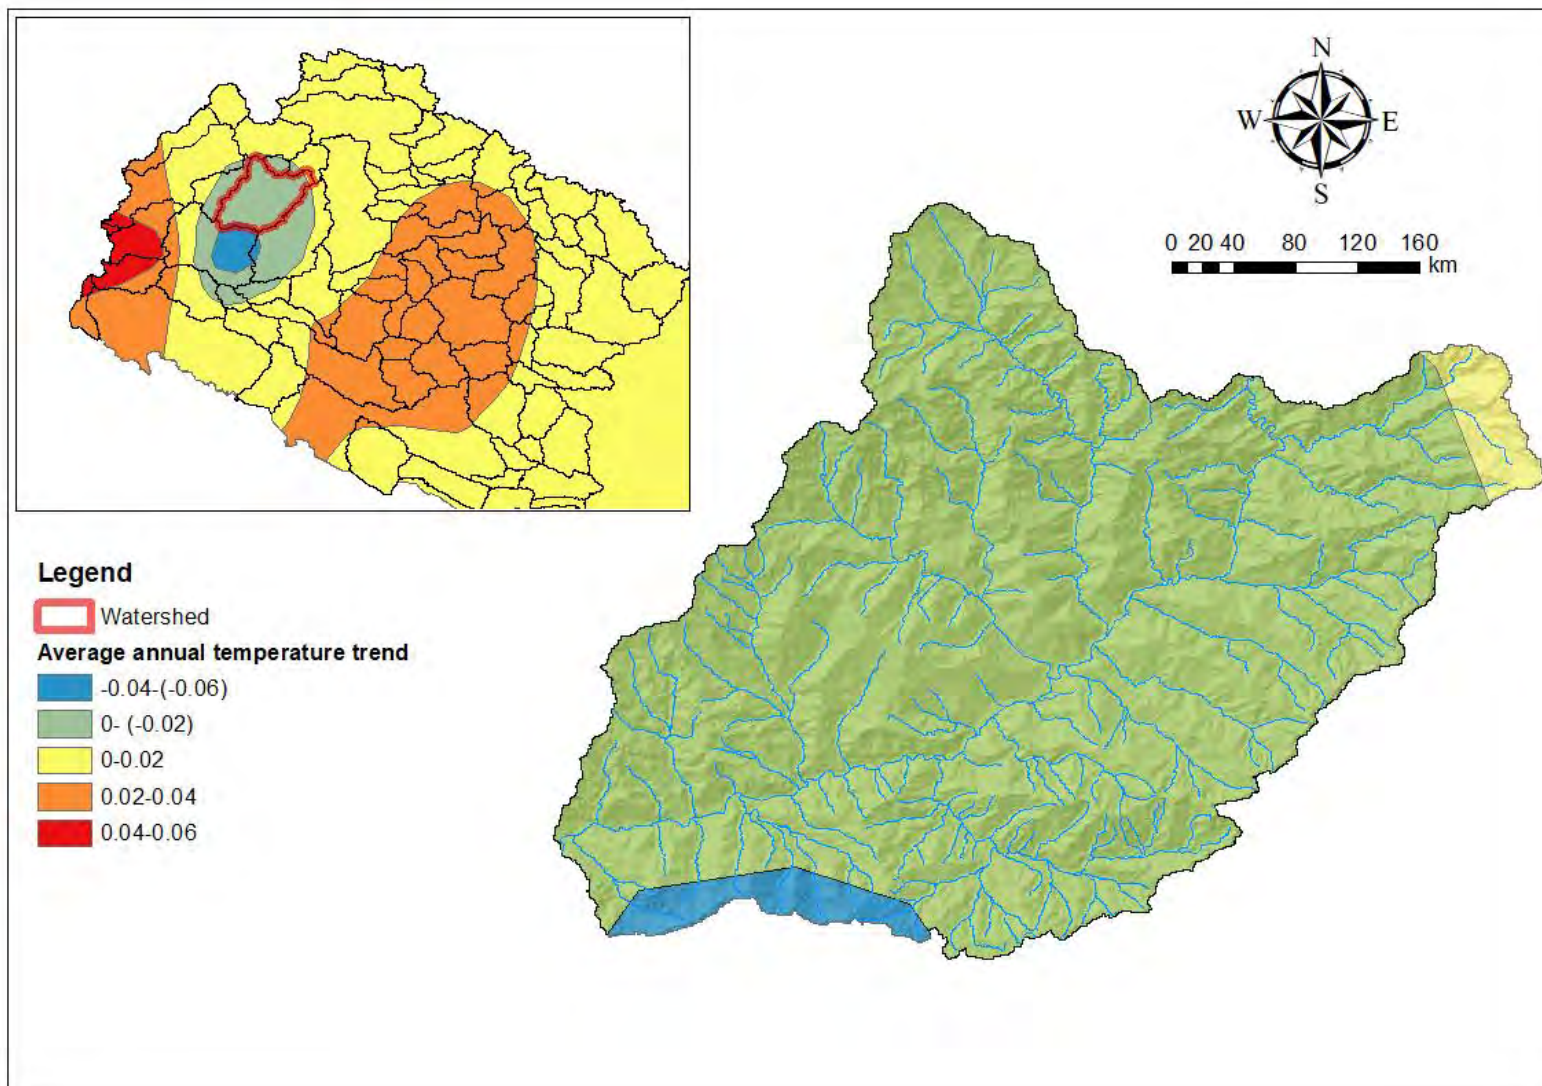 N
W E
S
0 20 40 80 120 160
km
Legend
Watershed
Average annual temperature trend
-0.04-(-0.06)
0- (-0.02)
0-0.02
0.02-0.04
0.04-0.06